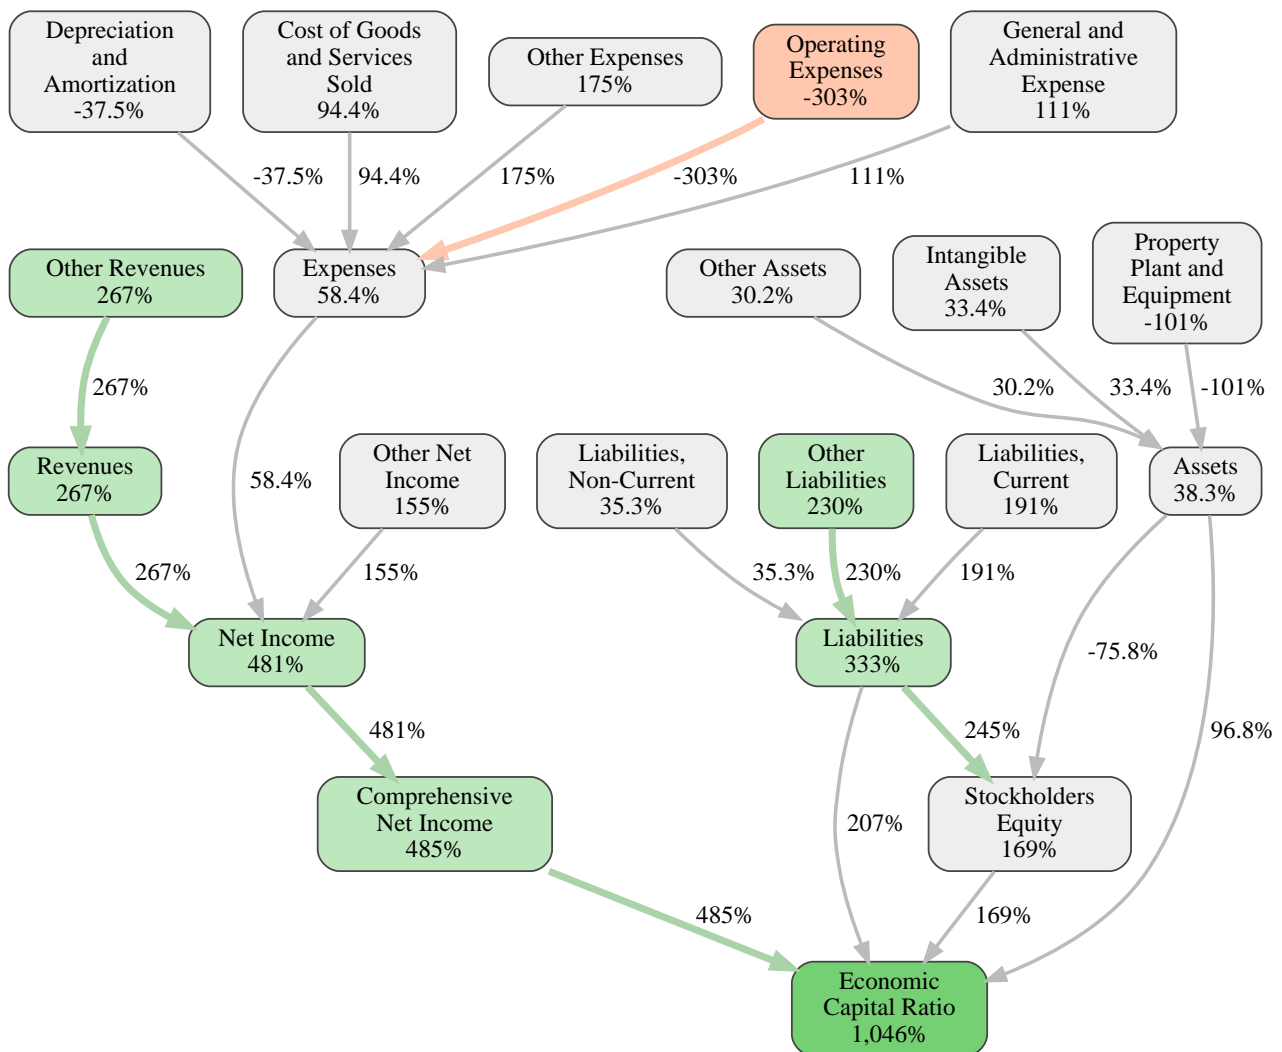 Depreciation
and
Amortization
-37.5%
Cost of Goods
and Services
Sold
94.4%
Other Expenses
175%
Operating
Expenses
-303%
General and
Administrative
Expense
111%
-37.5%
94.4%
175%
-303%
111%
Other Revenues
267%
Expenses
58.4%
Other Assets
30.2%
Intangible
Assets
33.4%
Property
Plant and
Equipment
-101%
267%
30.2%
33.4%
-101%
Revenues
267%
58.4%
Other Net
Income
155%
Liabilities,
Non-Current
35.3%
Other
Liabilities
230%
Liabilities,
Current
191%
Assets
38.3%
267%
155%
35.3%
230%
191%
Net Income
481%
Liabilities
333%
-75.8%
481%
245%
96.8%
Comprehensive
Net Income
485%
207%
Stockholders
Equity
169%
485%
169%
Economic
Capital Ratio
1,046%